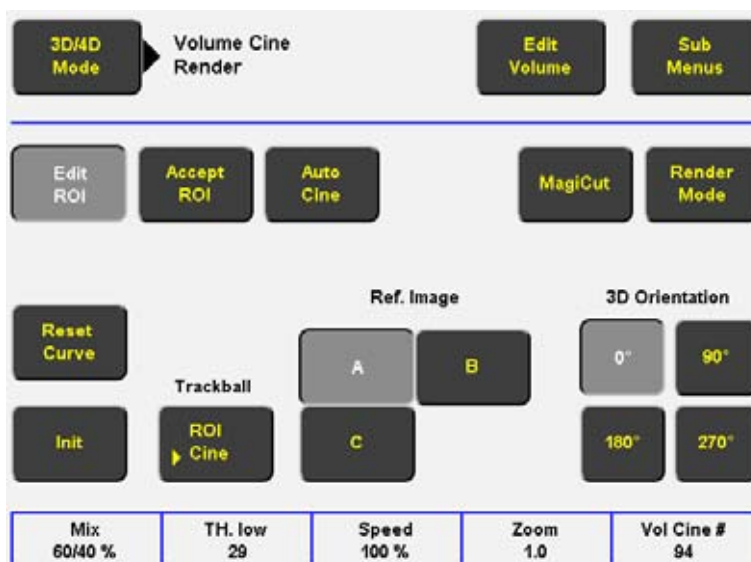 3D/4D
Mode
Volume Cine
Render
Edit
Volume
Sub
Menus
Edit
ROI
Accept
ROI
Auto
Cine
MagiCut
Render
Mode
Ref. Image
3D Orientation
Reset
Curve
A
B
0°
90°
Trackball
Init
ROI
Cine
C
180°
270°
Mix
60/40 %
TH. low
29
Speed
100 %
Zoom
1.0
Vol Cine #
94